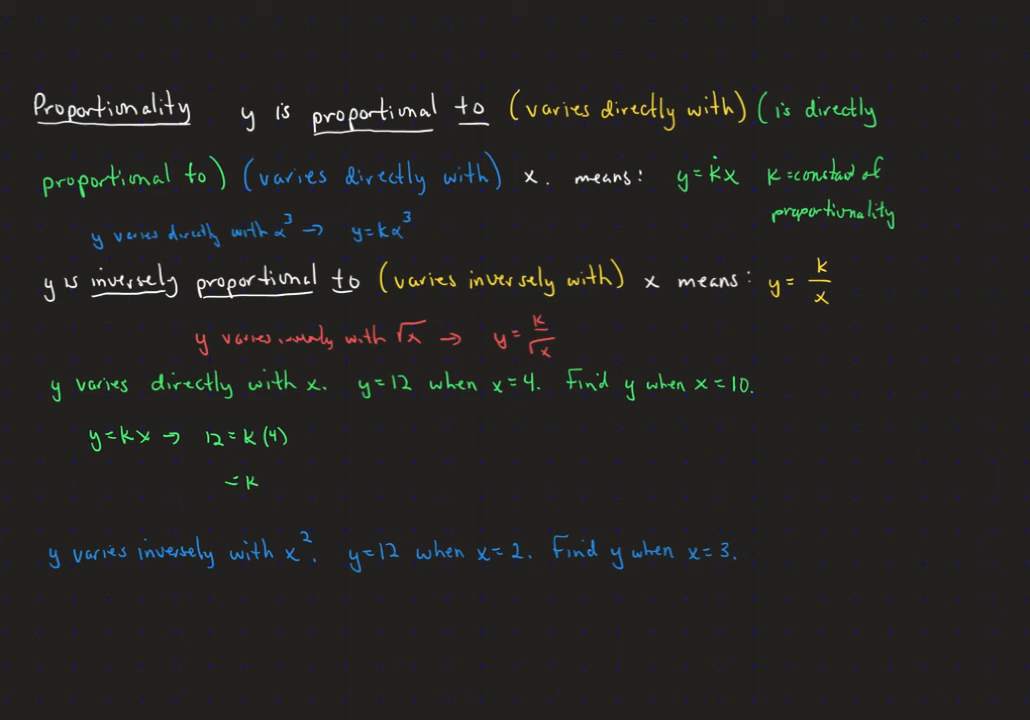 Proportionality y is proportional to (varies directly with) (is directly
proportional to) (varies directly with) x. means: y=kx k=constant of
proportionality
y varies directly with x³ → y=kx³
y is inversely proportional to (varies inversely with) x means: y= k/x
y varies inversely with √x → y= k/√x
y varies directly with x. y=12 when x=4. Find y when x=10.
y=kx → 12=k(4)
=k
y varies inversely with x². y=12 when x=2. Find y when x=3.